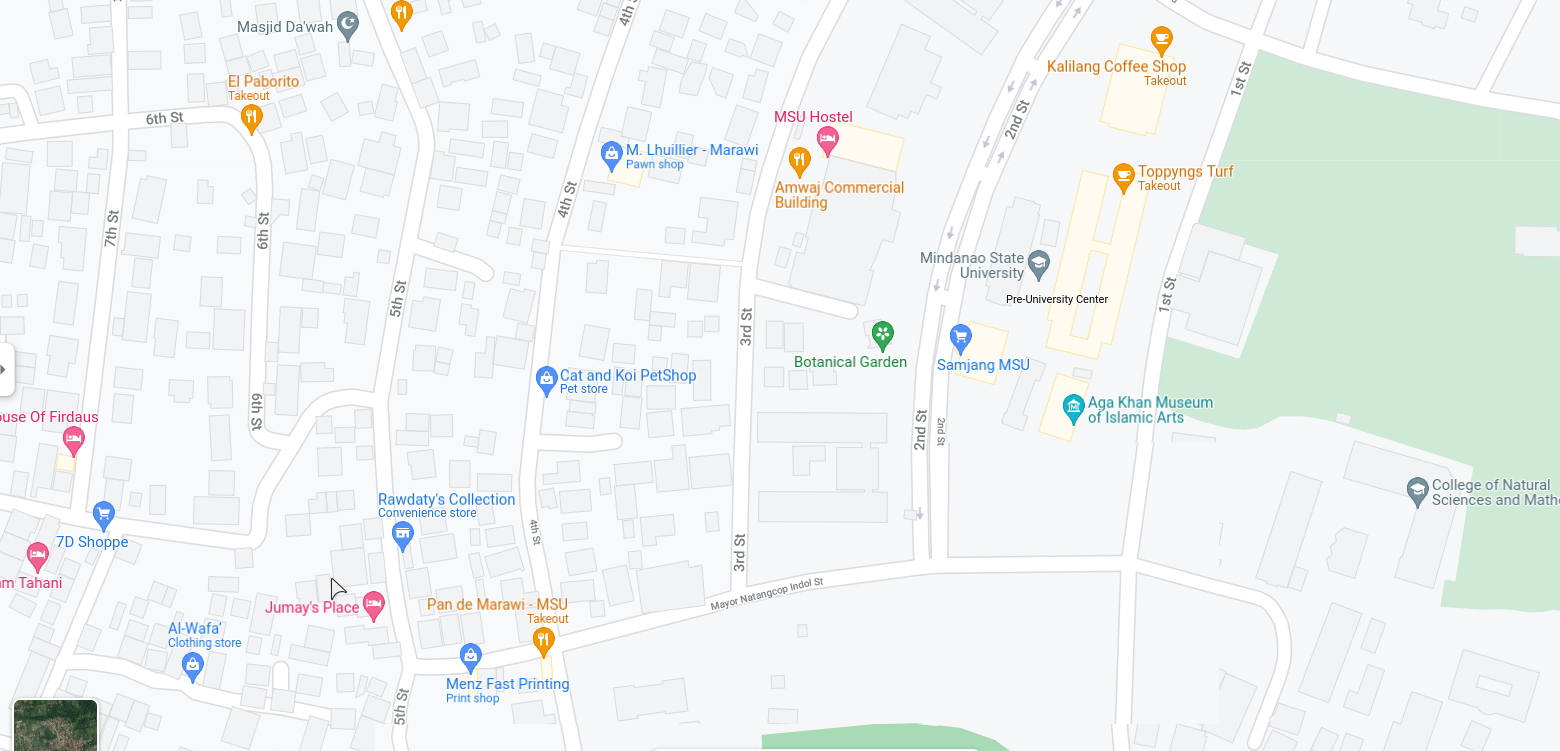 4th S
Masjid Da'wah
El Paborito
Takeout
6th St
Kalilang Coffee Shop
Takeout
1st St
2nd St
MSU Hostel
M. Lhuillier - Marawi
Pawn shop
Amwaj Commercial
Building
Toppyngs Turf
Takeout
4th St
7th St
6th St
5th St
Mindanao State
University
Pre-University Center
1st St
3rd St
Botanical Garden
Samjang MSU
Cat and Koi PetShop
Pet store
6th St
ouse Of Firdaus
2nd St
2nd St
Aga Khan Museum
of Islamic Arts
College of Natural
Sciences and Mathe
Rawdaty's Collection
Convenience store
7D Shoppe
4th St
3rd St
am Tahani
Jumay's Place
Mayor Natangcop Indol St
Pan de Marawi - MSU
Takeout
Al-Wafa'
Clothing store
Menz Fast Printing
Print shop
5th St